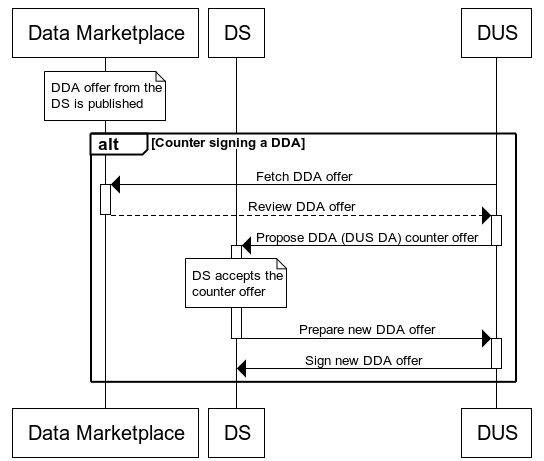 Data Marketplace
DS
DUS
DDA offer from the
DS is published
alt
[Counter signing a DDA]
Fetch DDA offer
Review DDA offer
Propose DDA (DUS DA) counter offer
DS accepts the
counter offer
Prepare new DDA offer
Sign new DDA offer
Data Marketplace
DS
DUS